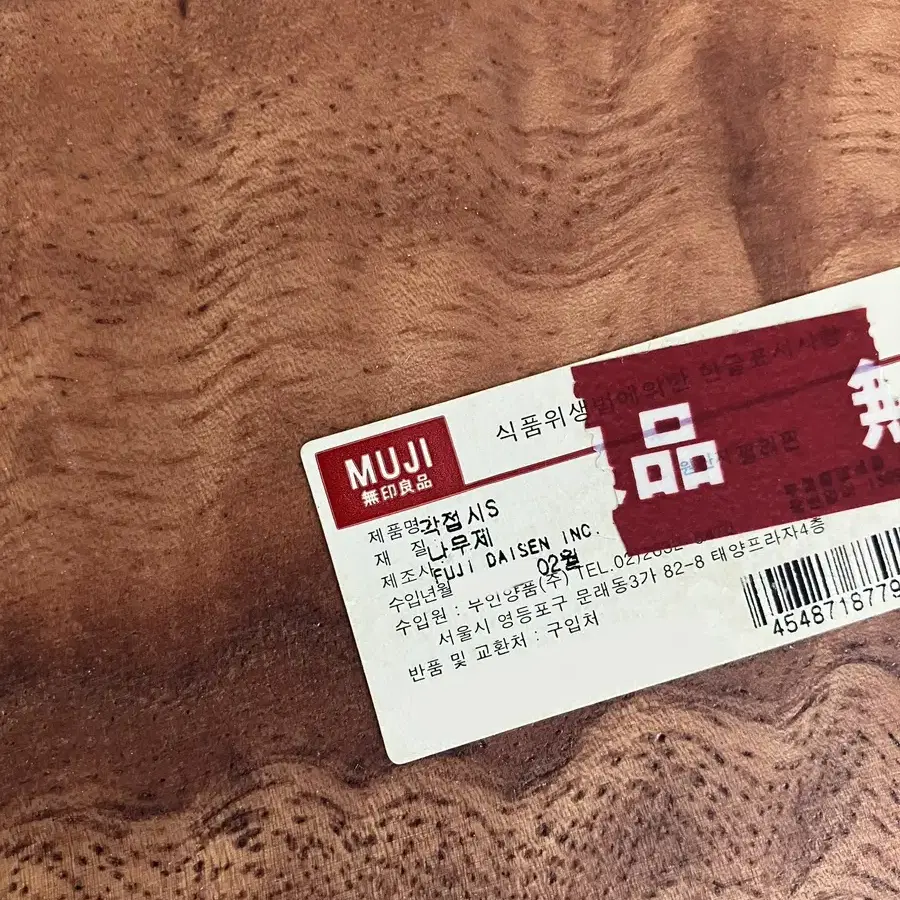 MUJI
無印良品
식품위생법에의한 한글표시사항
品 無
제품명 각접시S
재 질 나무제
제조사 FUJI DAISEN INC.
수입년월 02월
수입원 : 무인양품(주) TEL.02)
서울시 영등포구 문래동3가 82-8 태양프라자4층
반품 및 교환처 : 구입처
4548718779